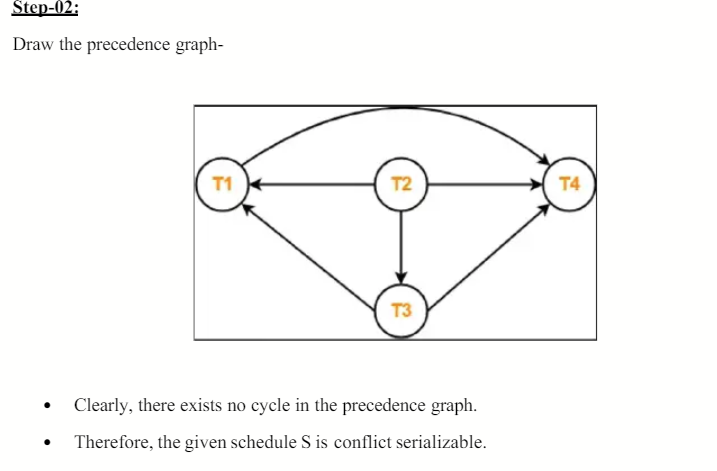 Step-02:
Draw the precedence graph-
T1
T2
T4
T3
• Clearly, there exists no cycle in the precedence graph.
• Therefore, the given schedule S is conflict serializable.